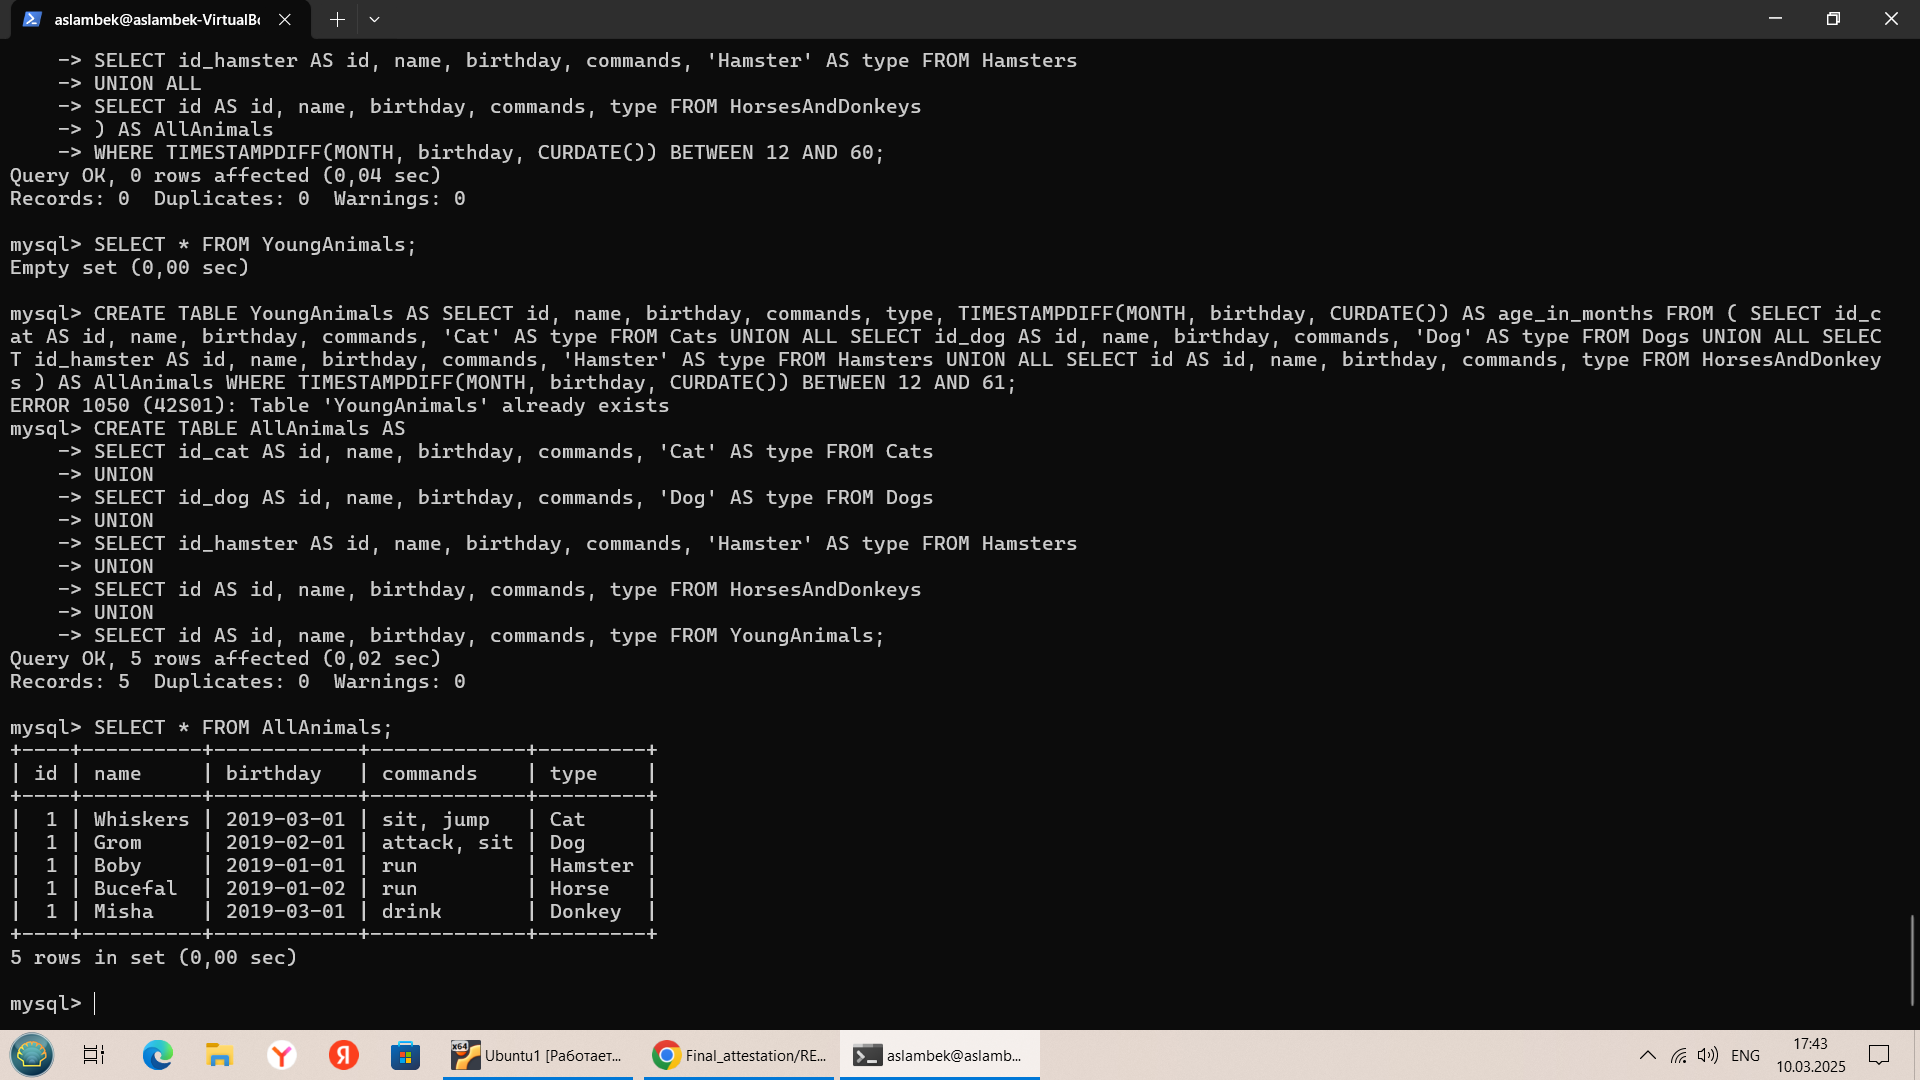 aslambek@aslambek-VirtualBo
-> SELECT id_hamster AS id, name, birthday, commands, 'Hamster' AS type FROM Hamsters
-> UNION ALL
-> SELECT id AS id, name, birthday, commands, type FROM HorsesAndDonkeys
-> ) AS AllAnimals
-> WHERE TIMESTAMPDIFF(MONTH, birthday, CURDATE()) BETWEEN 12 AND 60;
Query OK, 0 rows affected (0,04 sec)
Records: 0  Duplicates: 0  Warnings: 0
mysql> SELECT * FROM YoungAnimals;
Empty set (0,00 sec)
mysql> CREATE TABLE YoungAnimals AS SELECT id, name, birthday, commands, type, TIMESTAMPDIFF(MONTH, birthday, CURDATE()) AS age_in_months FROM ( SELECT id_c
at AS id, name, birthday, commands, 'Cat' AS type FROM Cats UNION ALL SELECT id_dog AS id, name, birthday, commands, 'Dog' AS type FROM Dogs UNION ALL SELEC
T id_hamster AS id, name, birthday, commands, 'Hamster' AS type FROM Hamsters UNION ALL SELECT id AS id, name, birthday, commands, type FROM HorsesAndDonkey
s ) AS AllAnimals WHERE TIMESTAMPDIFF(MONTH, birthday, CURDATE()) BETWEEN 12 AND 61;
ERROR 1050 (42S01): Table 'YoungAnimals' already exists
mysql> CREATE TABLE AllAnimals AS
-> SELECT id_cat AS id, name, birthday, commands, 'Cat' AS type FROM Cats
-> UNION
-> SELECT id_dog AS id, name, birthday, commands, 'Dog' AS type FROM Dogs
-> UNION
-> SELECT id_hamster AS id, name, birthday, commands, 'Hamster' AS type FROM Hamsters
-> UNION
-> SELECT id AS id, name, birthday, commands, type FROM HorsesAndDonkeys
-> UNION
-> SELECT id AS id, name, birthday, commands, type FROM YoungAnimals;
Query OK, 5 rows affected (0,02 sec)
Records: 5  Duplicates: 0  Warnings: 0
mysql> SELECT * FROM AllAnimals;
+----+----------+------------+-------------+---------+
| id | name     | birthday   | commands    | type    |
+----+----------+------------+-------------+---------+
|  1 | Whiskers | 2019-03-01 | sit, jump   | Cat     |
|  1 | Grom     | 2019-02-01 | attack, sit | Dog     |
|  1 | Boby     | 2019-01-01 | run         | Hamster |
|  1 | Bucefal  | 2019-01-02 | run         | Horse   |
|  1 | Misha    | 2019-03-01 | drink       | Donkey  |
+----+----------+------------+-------------+---------+
5 rows in set (0,00 sec)
mysql>
x64 Ubuntu1 [Работает... Final_attestation/RE... aslambek@aslamb... ENG 17:43
10.03.2025